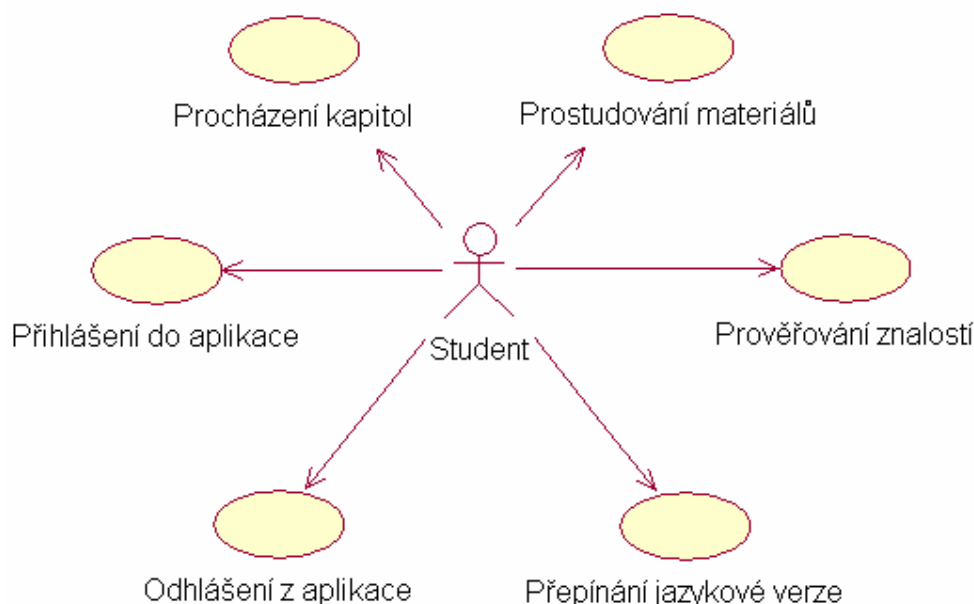 Procházení kapitol
Prostudování materiálů
Přihlášení do aplikace
Student
Prověřování znalostí
Odhlášení z aplikace
Přepínání jazykové verze